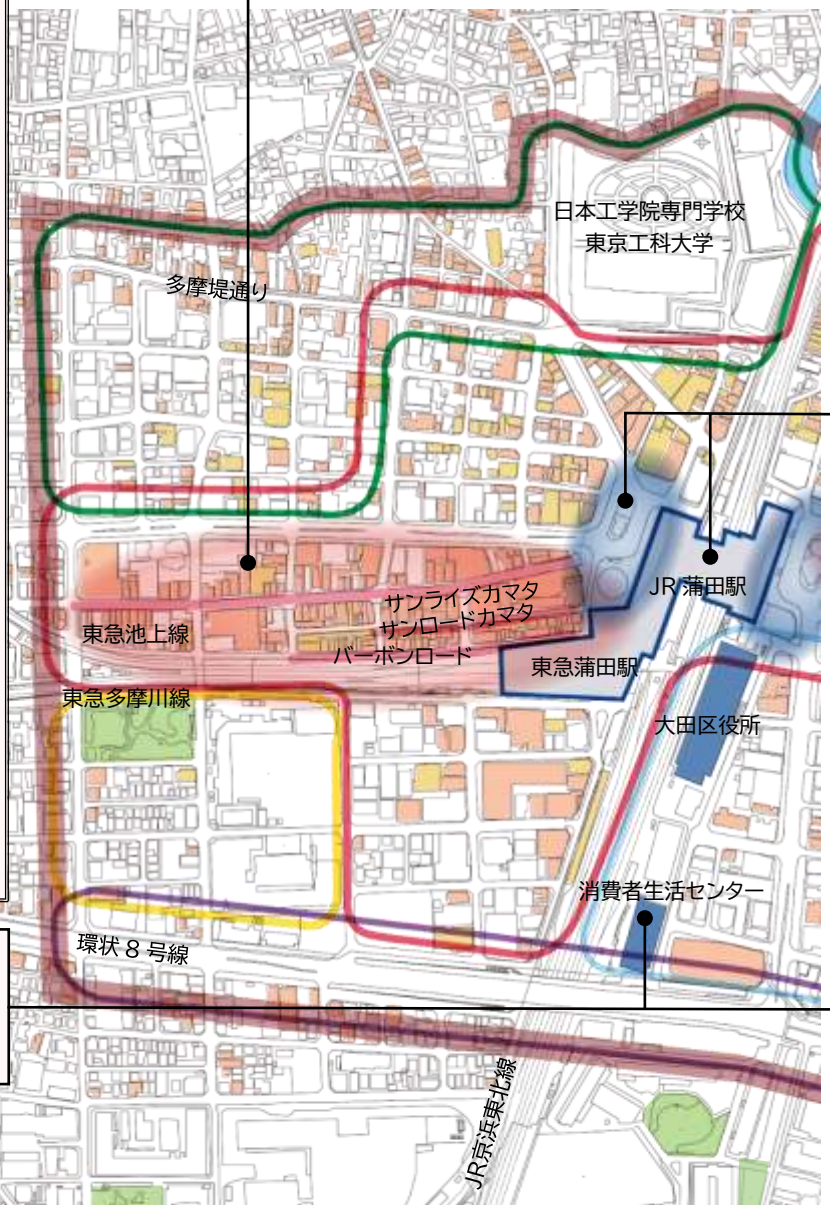 日本工学院専門学校
東京工科大学
多摩堤通り
JR 蒲田駅
サンライズカマタ
サンロードカマタ
東急池上線
バーボンロード
東急蒲田駅
東急多摩川線
大田区役所
消費者生活センター
環状 8 号線
JR京浜東北線